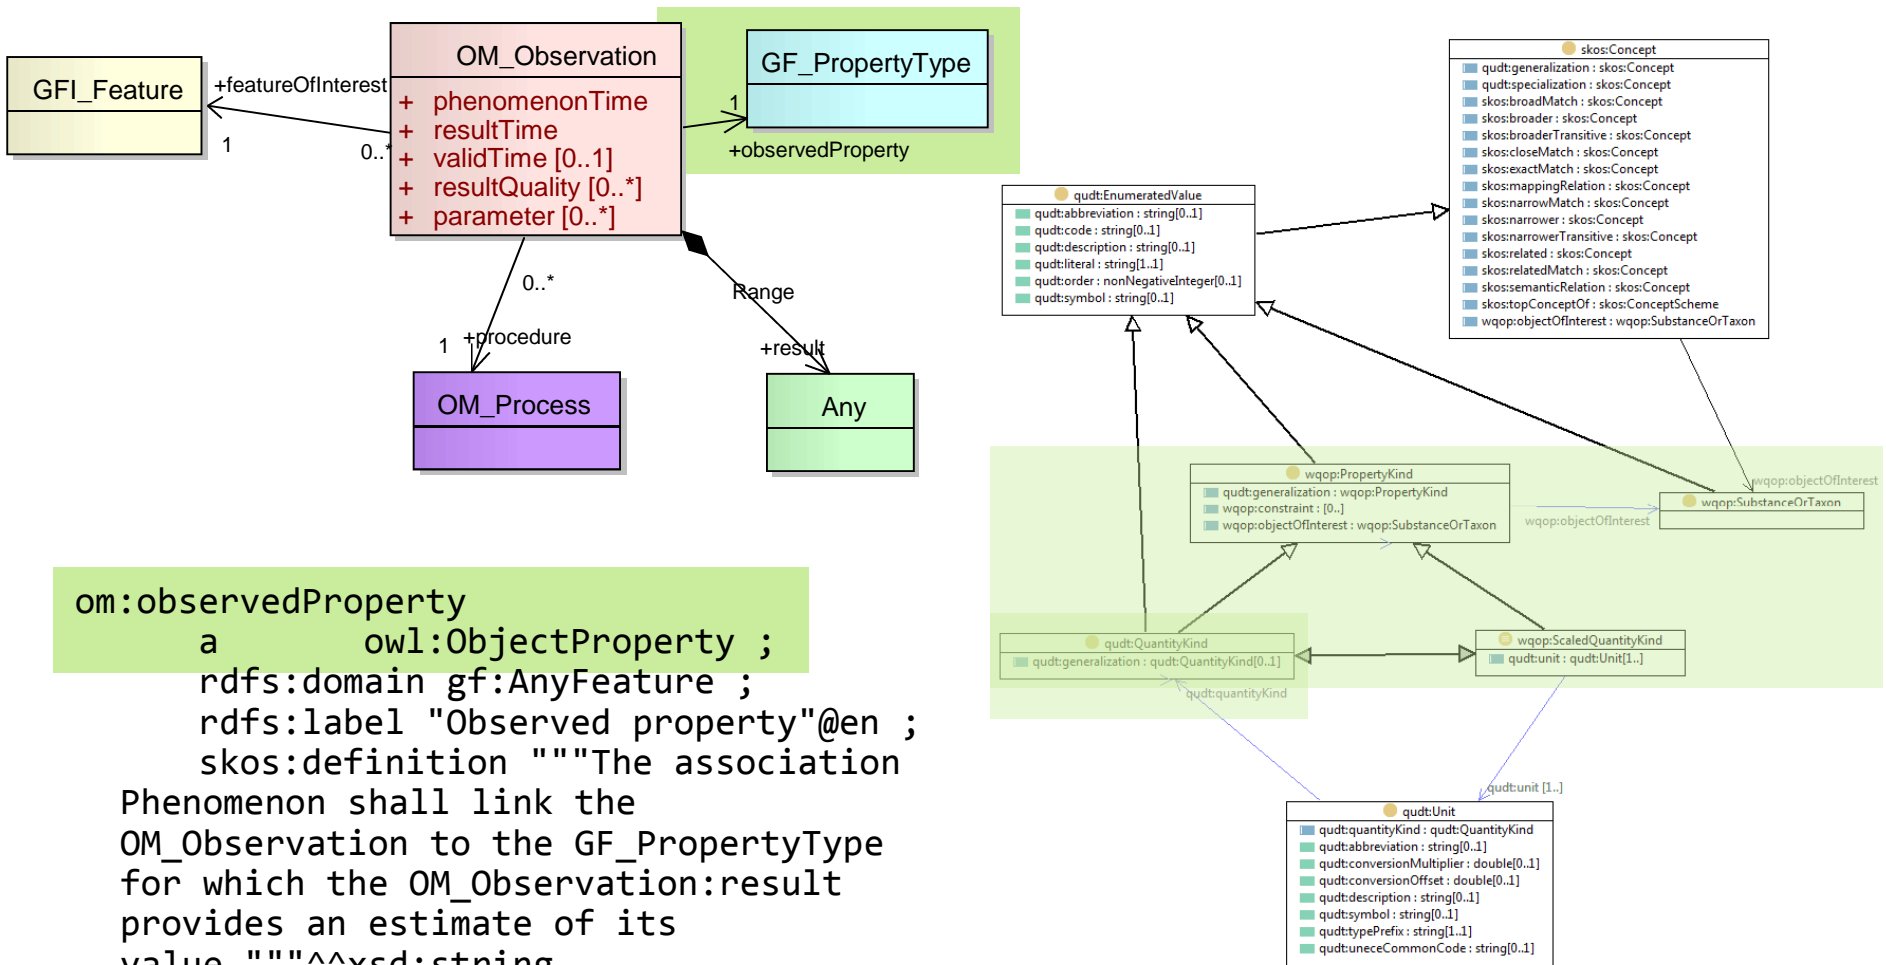 OM_Observation
+ phenomenonTime
+ resultTime
+ validTime [0..1]
+ resultQuality [0..*]
+ parameter [0..*]
GFI_Feature
+featureOfInterest
1
0..*
GF_PropertyType
1
+observedProperty
0..*
1
+procedure
OM_Process
Range
+result
Any
om:observedProperty
a owl:ObjectProperty ;
rdfs:domain gf:AnyFeature ;
rdfs:label "Observed property"@en ;
skos:definition """The association
Phenomenon shall link the
OM_Observation to the GF_PropertyType
for which the OM_Observation:result
provides an estimate of its
value."""^^xsd:string
skos:Concept
qudt:generalization : skos:Concept
qudt:specialization : skos:Concept
skos:broadMatch : skos:Concept
skos:broader : skos:Concept
skos:broaderTransitive : skos:Concept
skos:closeMatch : skos:Concept
skos:exactMatch : skos:Concept
skos:mappingRelation : skos:Concept
skos:narrowMatch : skos:Concept
skos:narrower : skos:Concept
skos:narrowerTransitive : skos:Concept
skos:related : skos:Concept
skos:relatedMatch : skos:Concept
skos:semanticRelation : skos:Concept
skos:topConceptOf : skos:ConceptScheme
wqop:objectOfInterest : wqop:SubstanceOrTaxon
qudt:EnumeratedValue
qudt:abbreviation : string[0..1]
qudt:code : string[0..1]
qudt:description : string[0..1]
qudt:literal : string[1..1]
qudt:order : nonNegativeInteger[0..1]
qudt:symbol : string[0..1]
wqop:PropertyKind
qudt:generalization : wqop:PropertyKind
wqop:constraint : [0..]
wqop:objectOfInterest : wqop:SubstanceOrTaxon
wqop:objectOfInterest
wqop:objectOfInterest
wqop:SubstanceOrTaxon
qudt:QuantityKind
qudt:generalization : qudt:QuantityKind[0..1]
qudt:quantityKind
wqop:ScaledQuantityKind
qudt:unit : qudt:Unit[1..]
qudt:unit [1..]
qudt:Unit
qudt:quantityKind : qudt:QuantityKind
qudt:abbreviation : string[0..1]
qudt:conversionMultiplier : double[0..1]
qudt:conversionOffset : double[0..1]
qudt:description : string[0..1]
qudt:symbol : string[0..1]
qudt:typePrefix : string[1..1]
qudt:uneceCommonCode : string[0..1]